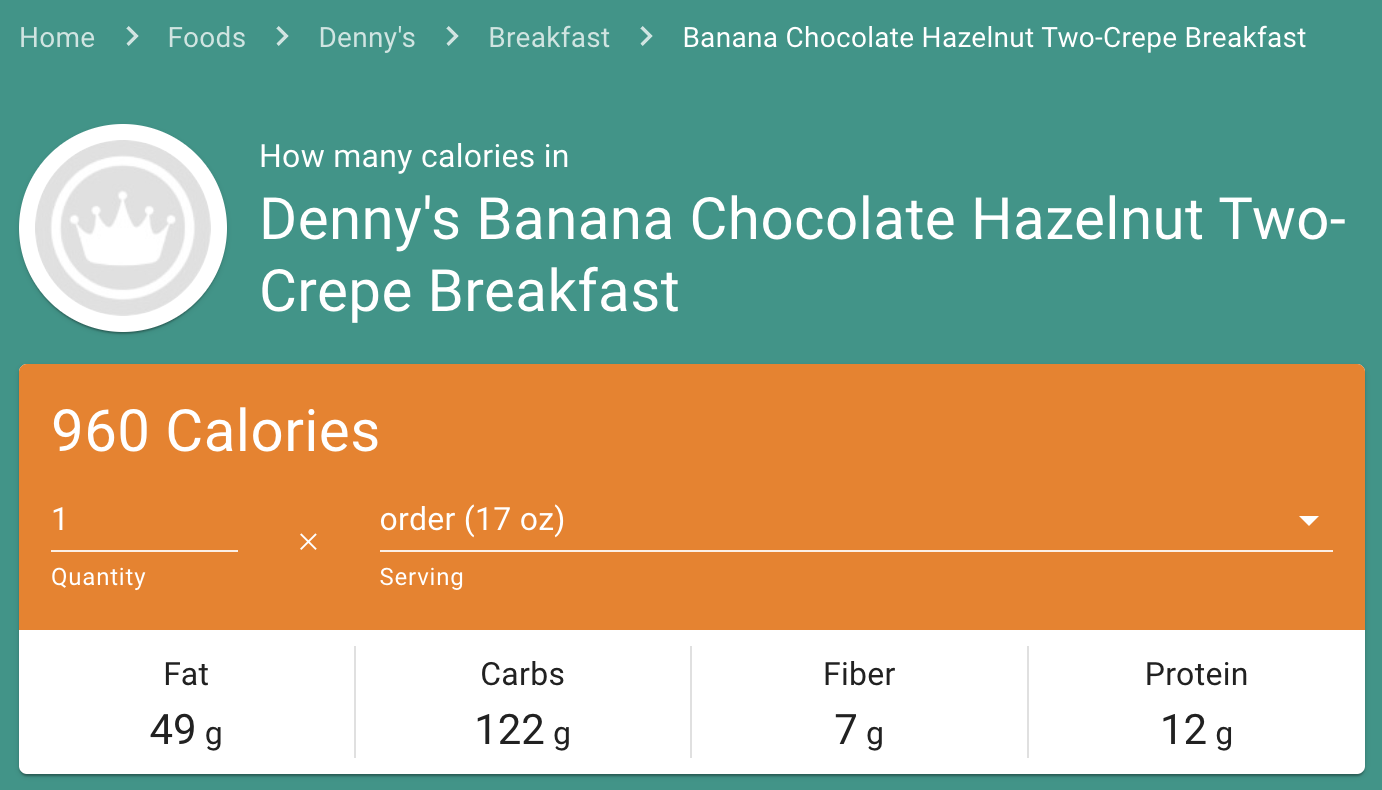 Home > Foods > Denny's > Breakfast > Banana Chocolate Hazelnut Two-Crepe Breakfast
How many calories in
Denny's Banana Chocolate Hazelnut Two-
Crepe Breakfast
960 Calories
1 × order (17 oz)
Quantity Serving
Fat Carbs Fiber Protein
49 g 122 g 7 g 12 g